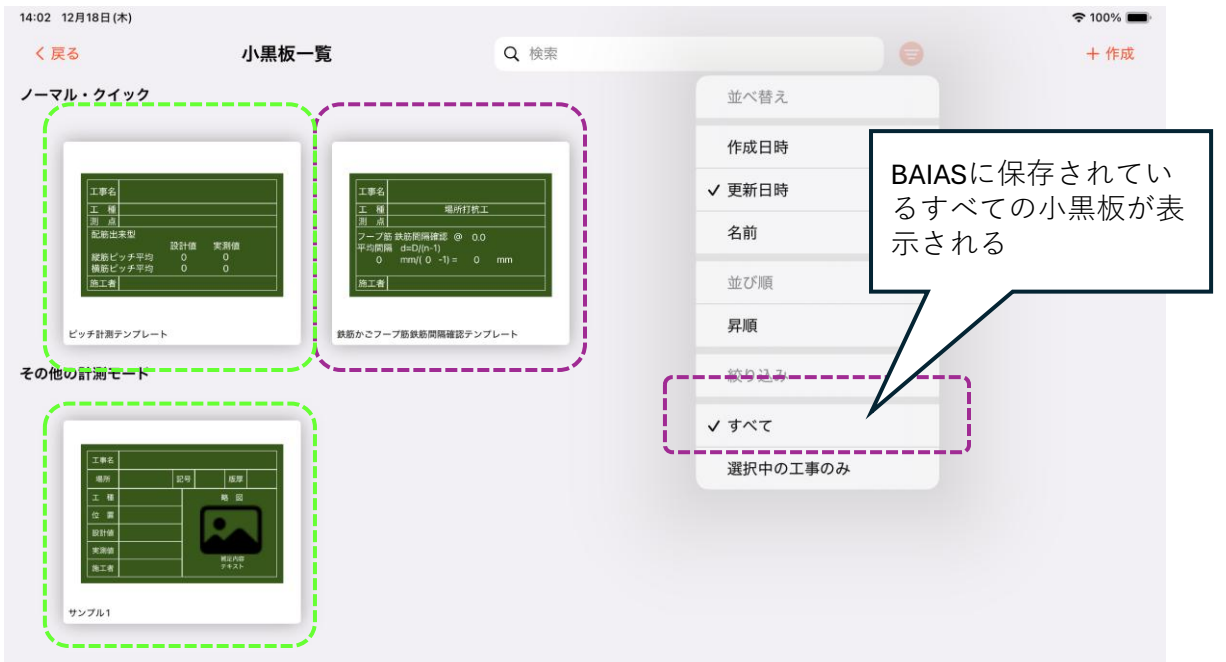 14:02 12月18日(木)
100%
戻る
小黒板一覧
検索
作成
ノーマル・クイック
工事名
工 種
測 点
配筋出来型
設計値 実測値
縦筋ピッチ平均 0 0
横筋ピッチ平均 0 0
施工者
ピッチ計測テンプレート
工事名
工 種 場所打杭工
測 点
フープ筋 鉄筋間隔確認 @ 0.0
平均間隔 d=D/(n-1)
0 mm/( 0 -1) = 0 mm
施工者
鉄筋かごフープ筋鉄筋間隔確認テンプレート
その他の計測モード
工事名
場所 記号 版厚
工 種 略 図
位 置
設計値
実測値
施工者
補足内容
テキスト
サンプル1
並べ替え
作成日時
更新日時
名前
並び順
昇順
絞り込み
すべて
選択中の工事のみ
BAIASに保存されてい
るすべての小黒板が表
示される